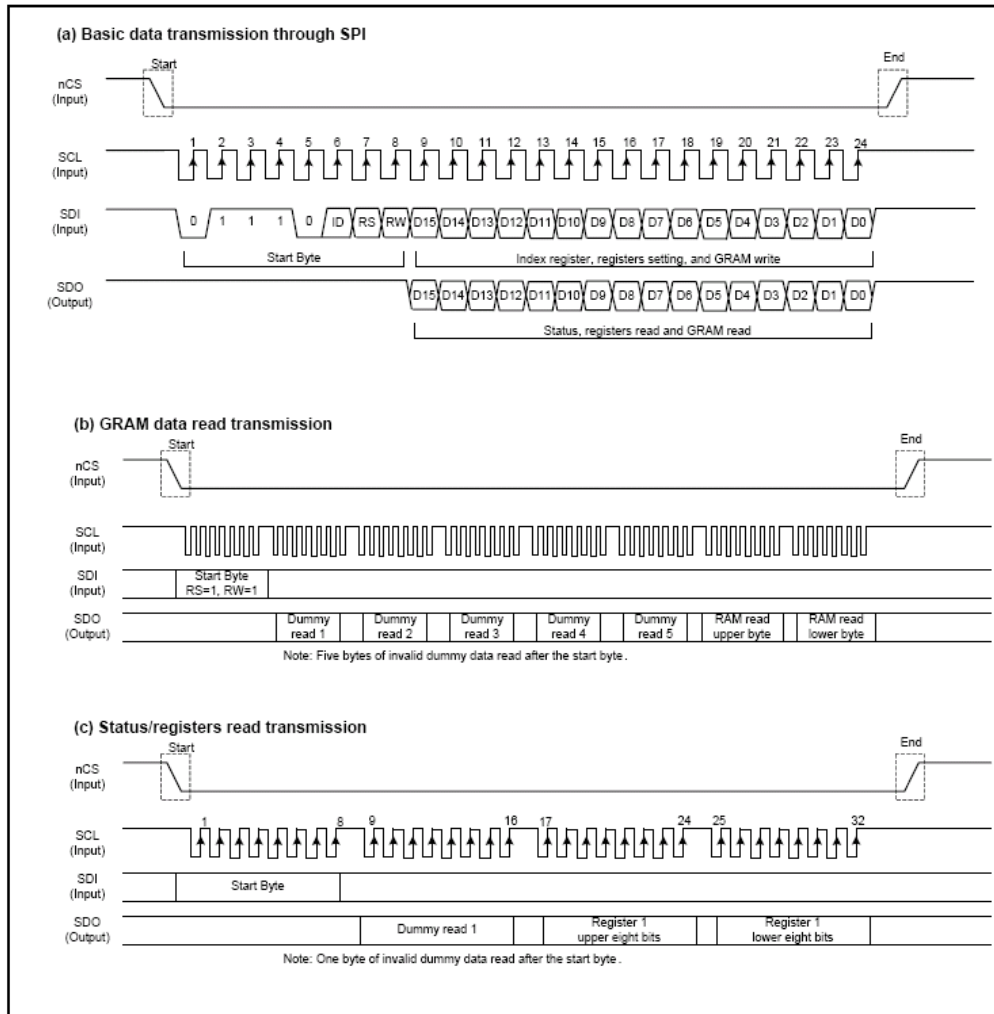 (a) Basic data transmission through SPI
Start
End
nCS
(Input)
1 2 3 4 5 6 7 8 9 10 11 12 13 14 15 16 17 18 19 20 21 22 23 24
SCL
(Input)
SDI
(Input)
0 1 1 1 0 ID RS RW D15 D14 D13 D12 D11 D10 D9 D8 D7 D6 D5 D4 D3 D2 D1 D0
Start Byte
Index register, registers setting, and GRAM write
SDO
(Output)
D15 D14 D13 D12 D11 D10 D9 D8 D7 D6 D5 D4 D3 D2 D1 D0
Status, registers read and GRAM read
(b) GRAM data read transmission
Start
End
nCS
(Input)
SCL
(Input)
SDI
(Input)
Start Byte
RS=1, RW=1
SDO
(Output)
Dummy
read 1
Dummy
read 2
Dummy
read 3
Dummy
read 4
Dummy
read 5
RAM read
upper byte
RAM read
lower byte
Note: Five bytes of invalid dummy data read after the start byte.
(c) Status/registers read transmission
Start
End
nCS
(Input)
1 8 9 16 17 24 25 32
SCL
(Input)
SDI
(Input)
Start Byte
SDO
(Output)
Dummy read 1
Register 1
upper eight bits
Register 1
lower eight bits
Note: One byte of invalid dummy data read after the start byte.